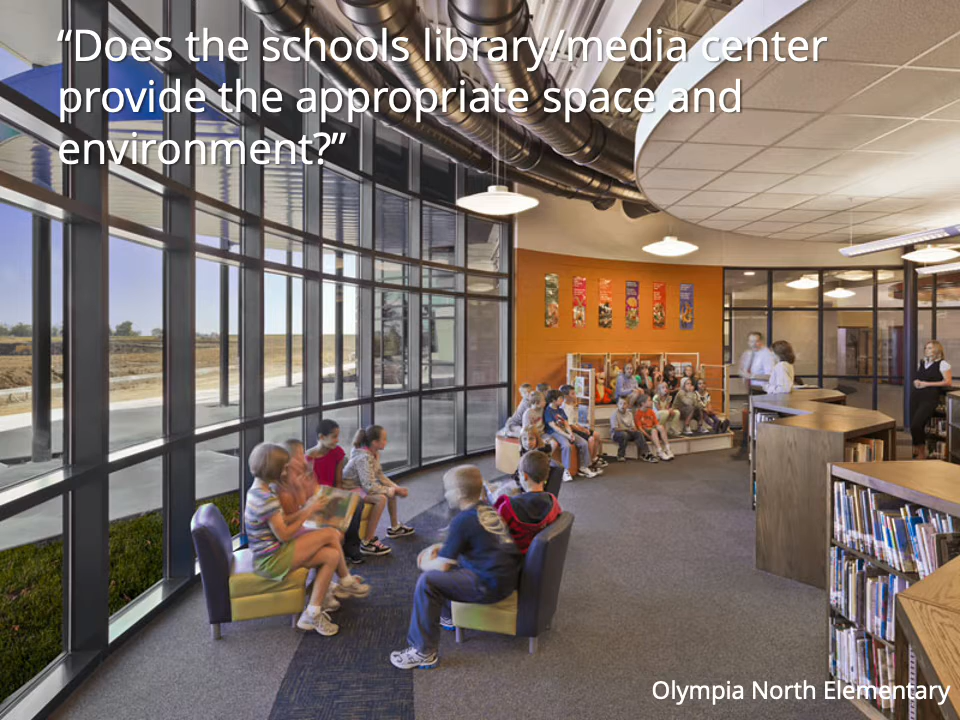 “Does the schools library/media center
provide the appropriate space and
environment?”
Olympia North Elementary